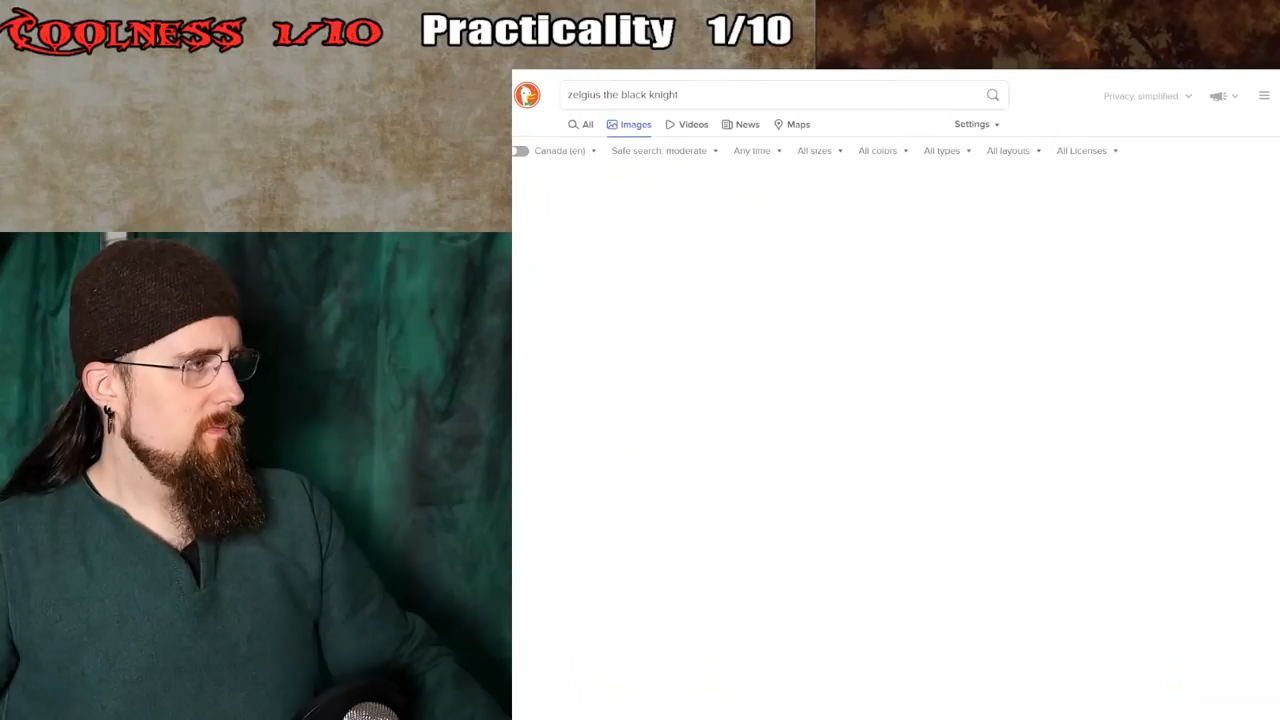 COOLNESS 1/10 Practicality 1/10
zelgius the black knight
Privacy, simplified.
All Images Videos News Maps Settings
Canada (en) Safe search: moderate Any time All sizes All colors All types All layouts All Licenses